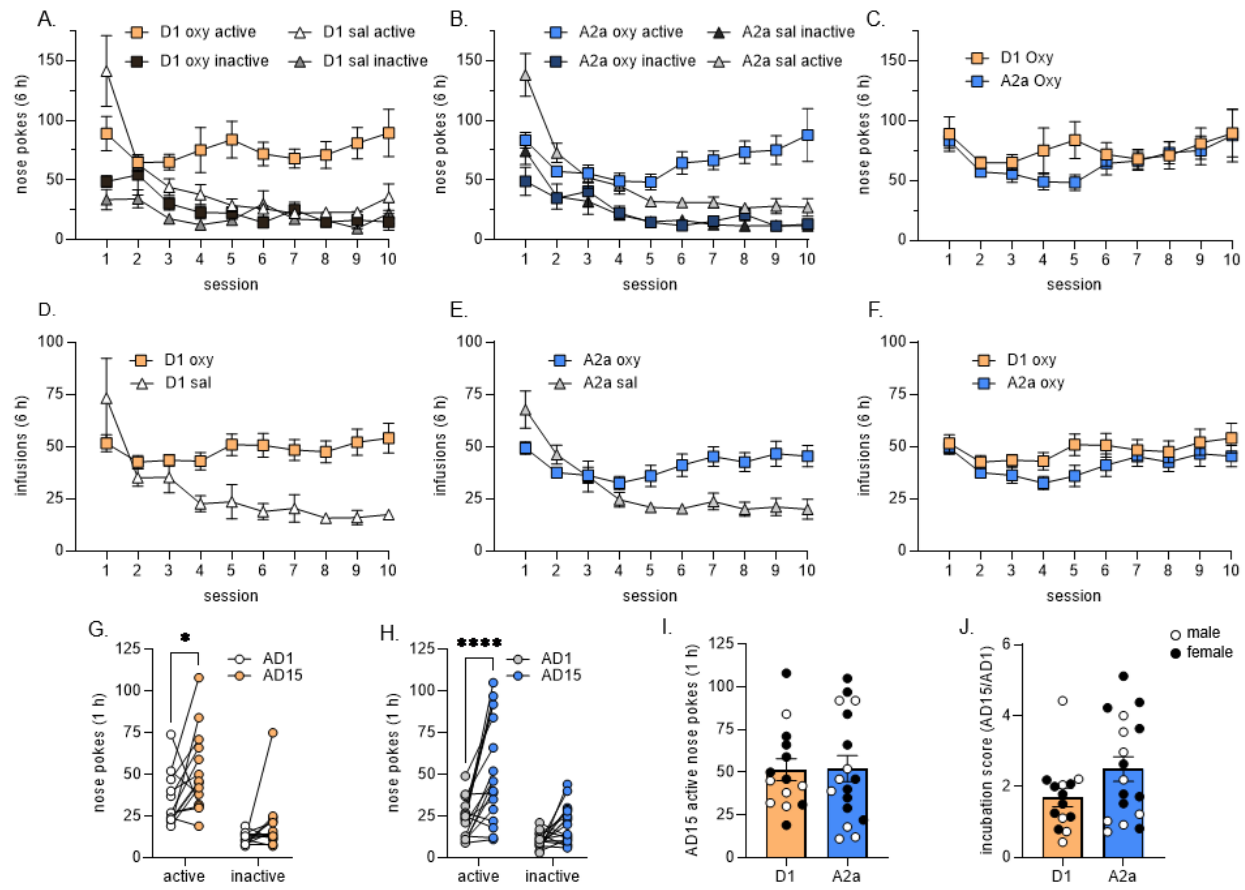 A.
D1 oxy active
D1 sal active
D1 oxy inactive
D1 sal inactive
nose pokes (6 h)
150
100
50
0
1 2 3 4 5 6 7 8 9 10
session
B.
A2a oxy active
A2a sal inactive
A2a oxy inactive
A2a sal active
nose pokes (6 h)
150
100
50
0
1 2 3 4 5 6 7 8 9 10
session
C.
D1 Oxy
A2a Oxy
nose pokes (6 h)
150
100
50
0
1 2 3 4 5 6 7 8 9 10
session
D.
D1 oxy
D1 sal
infusions (6 h)
100
75
50
25
0
1 2 3 4 5 6 7 8 9 10
session
E.
A2a oxy
A2a sal
infusions (6 h)
100
75
50
25
0
1 2 3 4 5 6 7 8 9 10
session
F.
D1 oxy
A2a oxy
infusions (6 h)
100
75
50
25
0
1 2 3 4 5 6 7 8 9 10
session
G.
*
AD1
AD15
nose pokes (1 h)
125
100
75
50
25
0
active inactive
H.
****
AD1
AD15
nose pokes (1 h)
125
100
75
50
25
0
active inactive
I.
AD15 active nose pokes (1 h)
125
100
75
50
25
0
D1 A2a
J.
male
female
incubation score (AD15/AD1)
6
4
2
0
D1 A2a